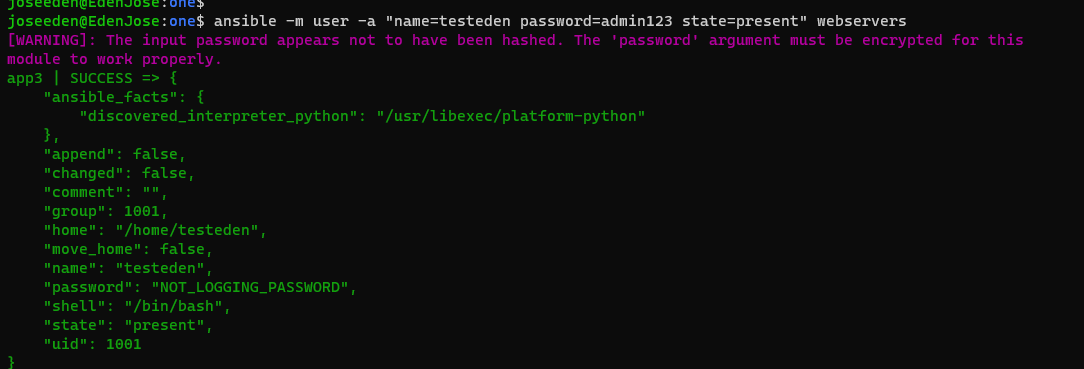 joseeden@EdenJose:one$
joseeden@EdenJose:one$ ansible -m user -a "name=testeden password=admin123 state=present" webservers
[WARNING]: The input password appears not to have been hashed. The 'password' argument must be encrypted for this
module to work properly.
app3 | SUCCESS => {
    "ansible_facts": {
        "discovered_interpreter_python": "/usr/libexec/platform-python"
    },
    "append": false,
    "changed": false,
    "comment": "",
    "group": 1001,
    "home": "/home/testeden",
    "move_home": false,
    "name": "testeden",
    "password": "NOT_LOGGING_PASSWORD",
    "shell": "/bin/bash",
    "state": "present",
    "uid": 1001
}